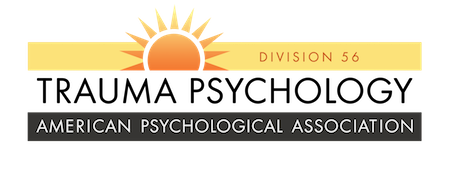 DIVISION 56
TRAUMA PSYCHOLOGY
AMERICAN PSYCHOLOGICAL ASSOCIATION